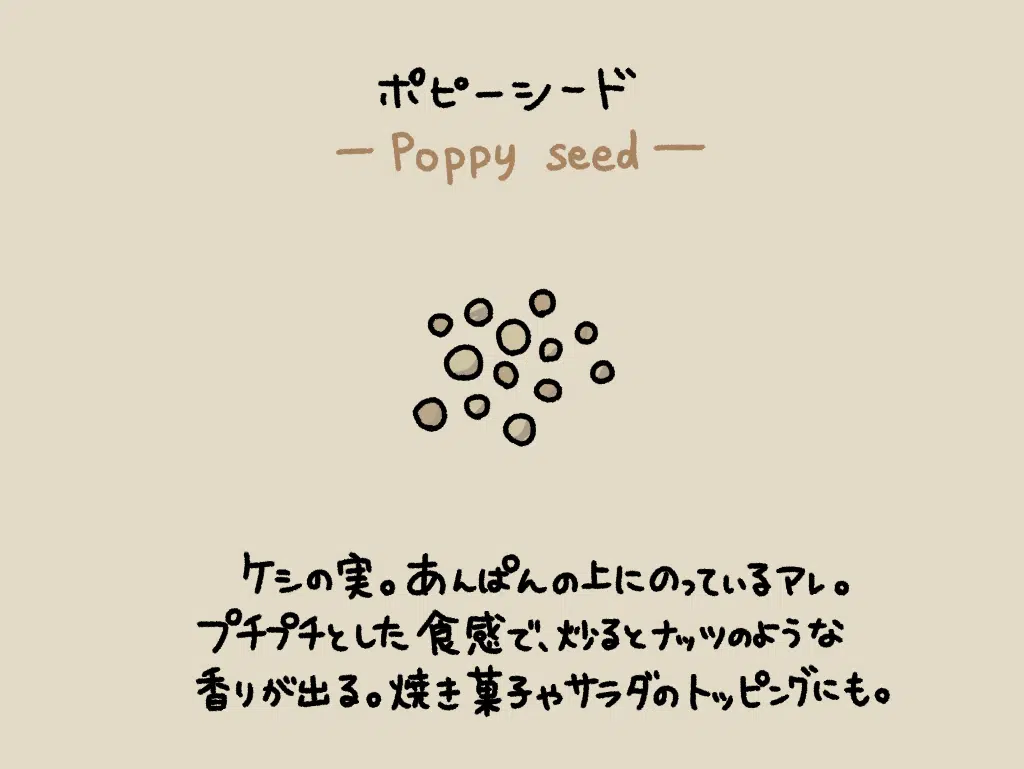 ポピーシード
— Poppy seed —
ケシの実。あんぱんの上にのっているアレ。
プチプチとした食感で、炒るとナッツのような
香りが出る。焼き菓子やサラダのトッピングにも。